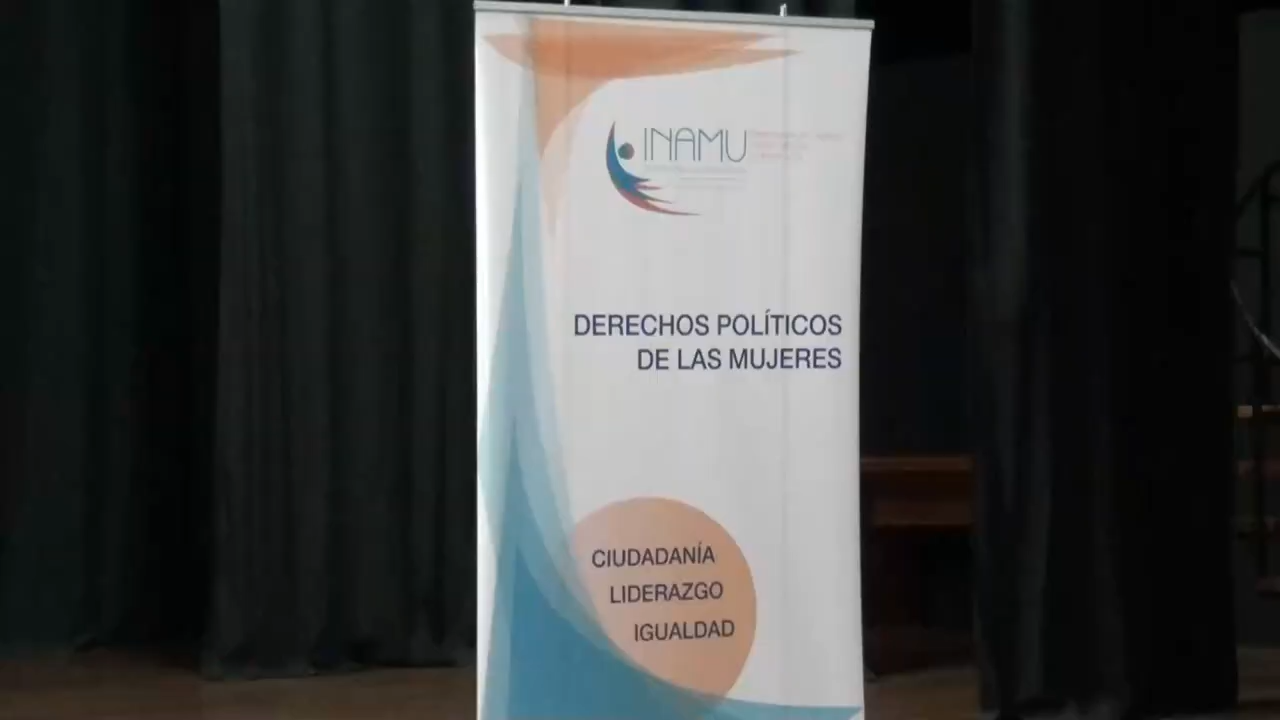 INAMU
DERECHOS POLÍTICOS
DE LAS MUJERES
CIUDADANÍA
LIDERAZGO
IGUALDAD